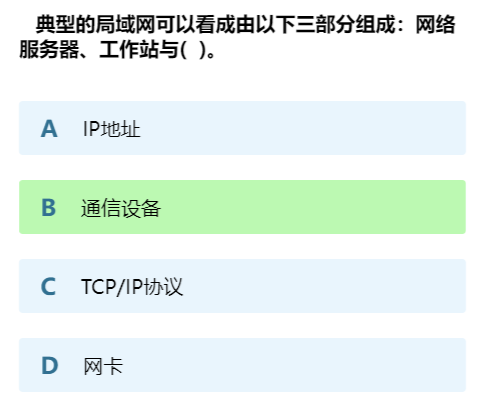 典型的局域网可以看成由以下三部分组成：网络
服务器、工作站与(  )。
A IP地址
B 通信设备
C TCP/IP协议
D 网卡